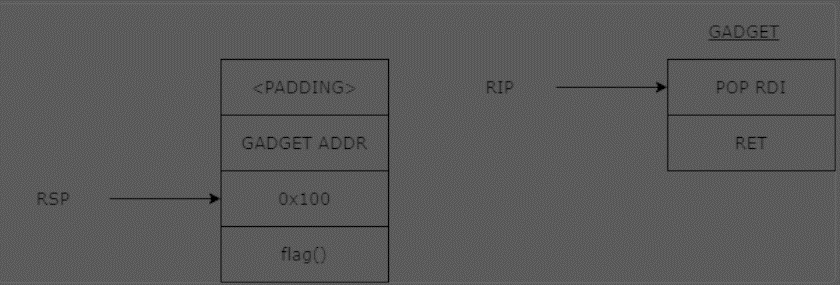 GADGET
<PADDING>
RIP
POP RDI
GADGET ADDR
RET
RSP
0x100
flag()